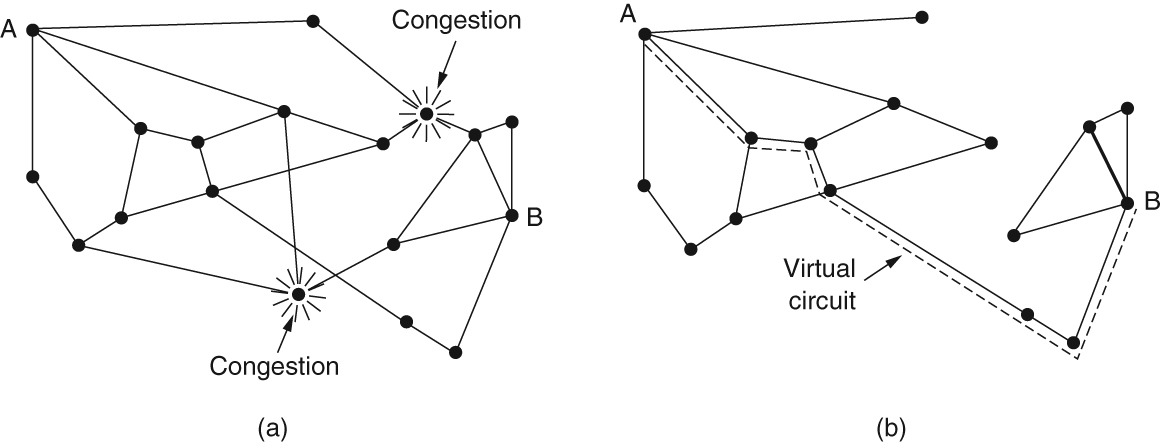 A
Congestion
B
Congestion
(a)
A
B
Virtual
circuit
(b)